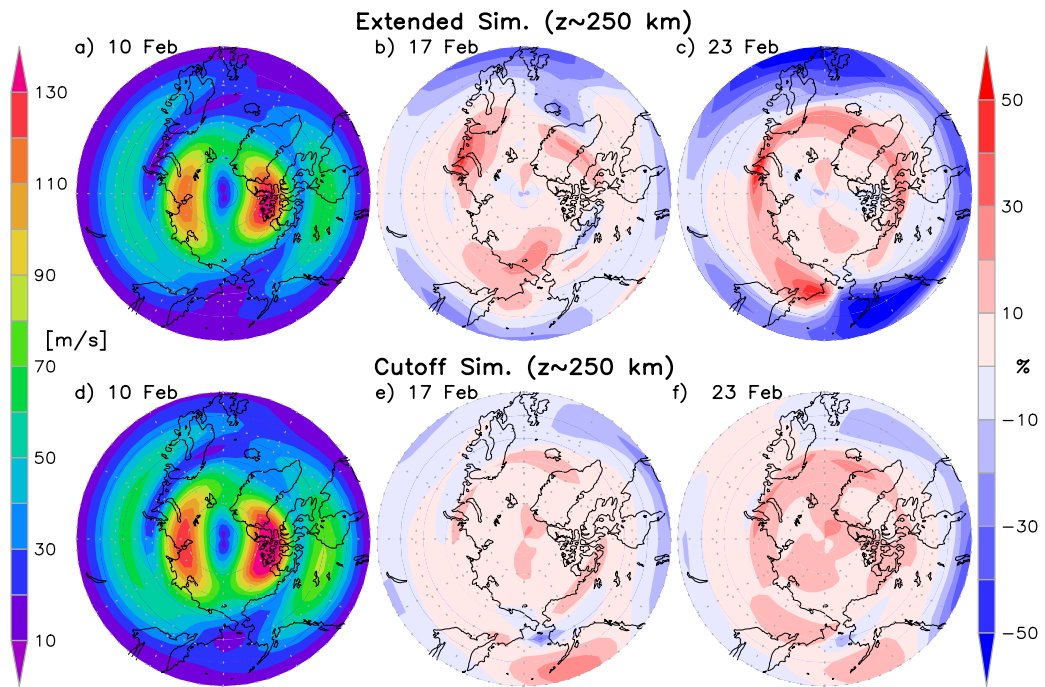 Extended Sim. (z~250 km)
a) 10 Feb
b) 17 Feb
c) 23 Feb
130
110
90
[m/s]
70
50
30
10
50
30
10
%
−10
−30
−50
Cutoff Sim. (z~250 km)
d) 10 Feb
e) 17 Feb
f) 23 Feb